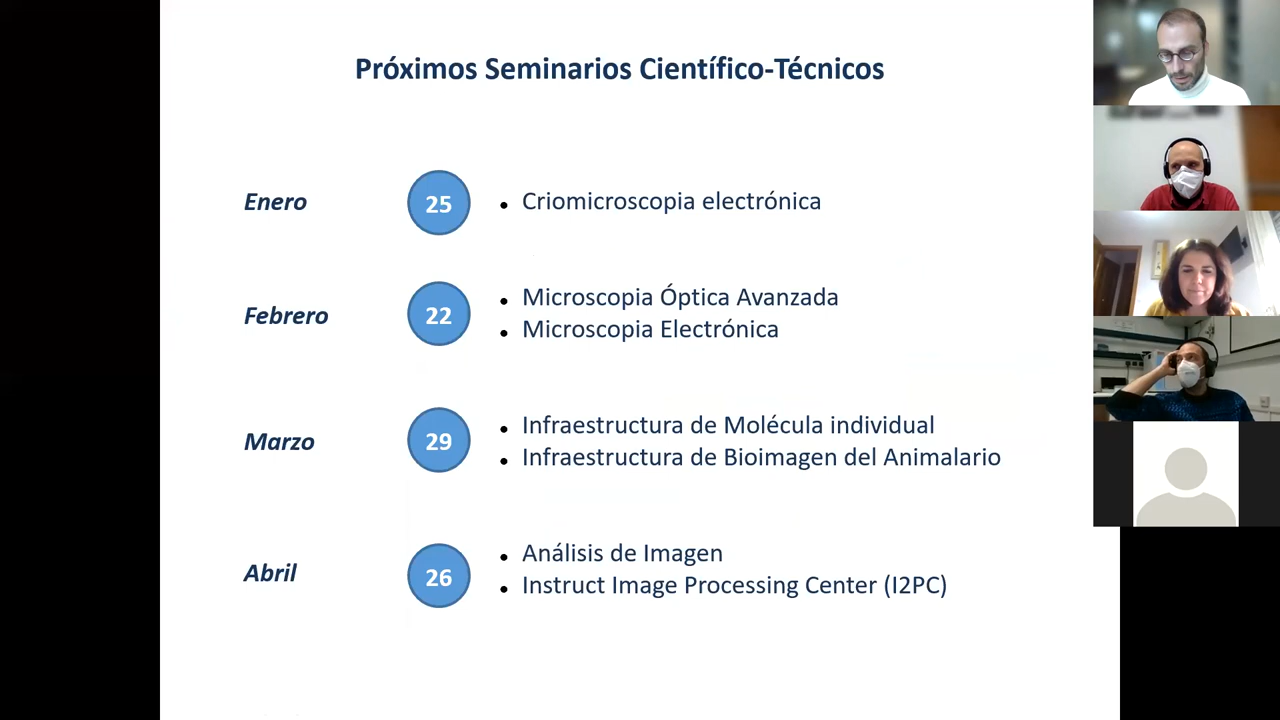 Próximos Seminarios Científico-Técnicos
Enero
25
• Criomicroscopia electrónica
Febrero
22
• Microscopia Óptica Avanzada
• Microscopia Electrónica
Marzo
29
• Infraestructura de Molécula individual
• Infraestructura de Bioimagen del Animalario
Abril
26
• Análisis de Imagen
• Instruct Image Processing Center (I2PC)